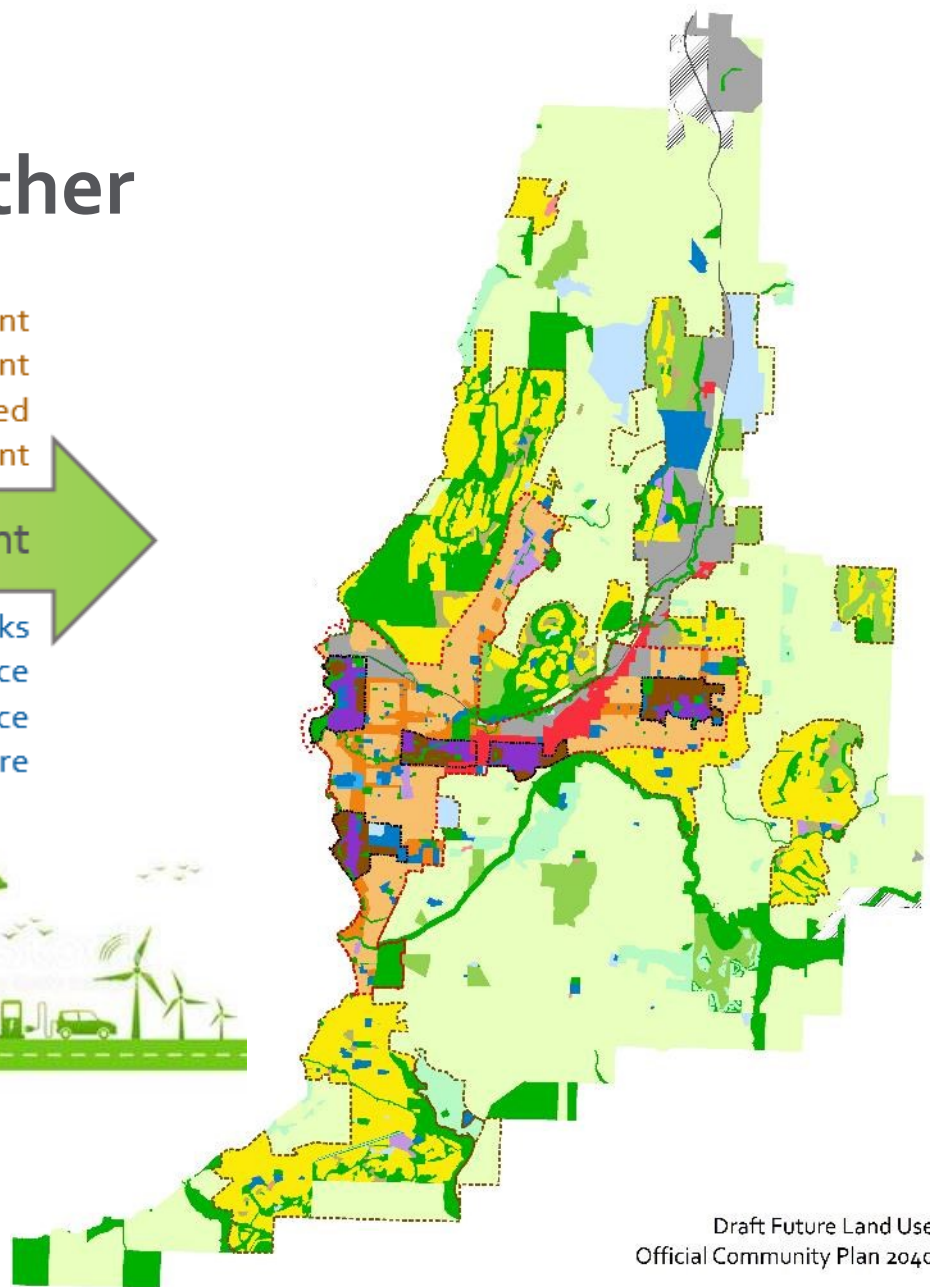 ther
nt
nt
ed
nt
nt
ks
ce
ce
re
Draft Future Land Use
Official Community Plan 2040